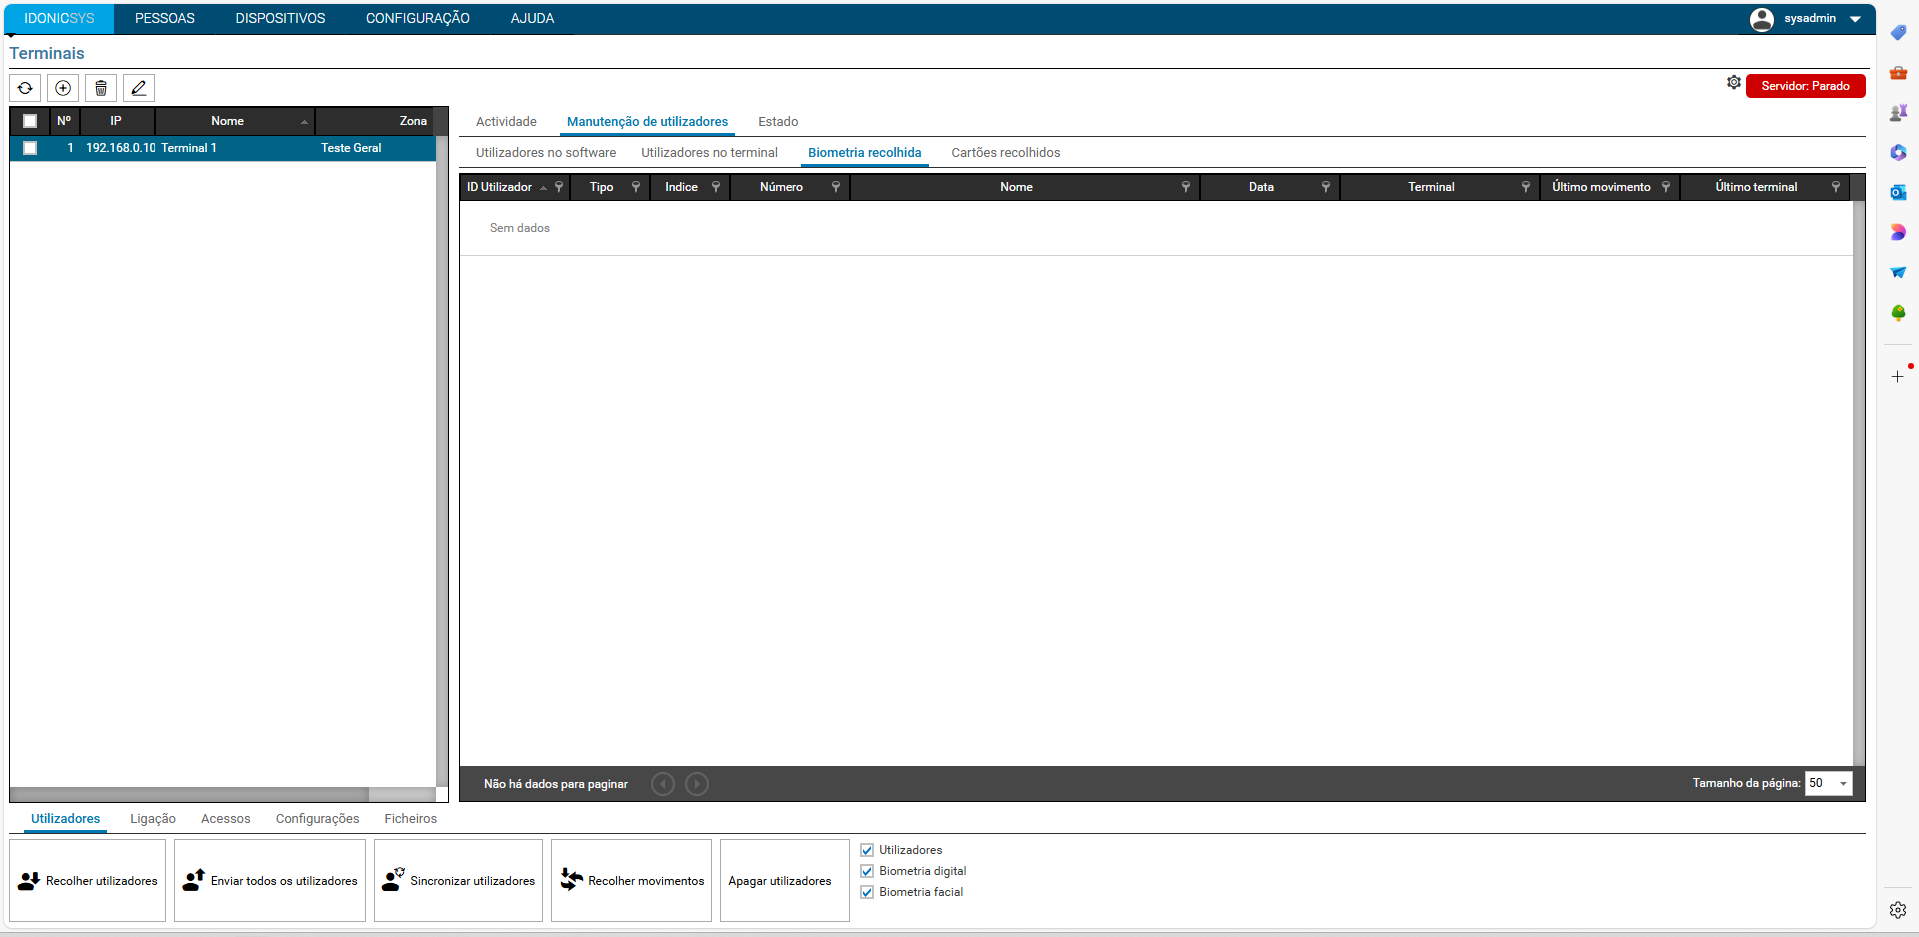 IDONICSYS PESSOAS DISPOSITIVOS CONFIGURAÇÃO AJUDA sysadmin
Terminais
Servidor: Parado
Nº IP Nome Zona
1 192.168.0.10 Terminal 1 Teste Geral
Actividade Manutenção de utilizadores Estado
Utilizadores no software Utilizadores no terminal Biometria recolhida Cartões recolhidos
ID Utilizador Tipo Indice Número Nome Data Terminal Último movimento Último terminal
Sem dados
Não há dados para paginar Tamanho da página: 50
Utilizadores Ligação Acessos Configurações Ficheiros
Recolher utilizadores Enviar todos os utilizadores Sincronizar utilizadores Recolher movimentos Apagar utilizadores
Utilizadores
Biometria digital
Biometria facial